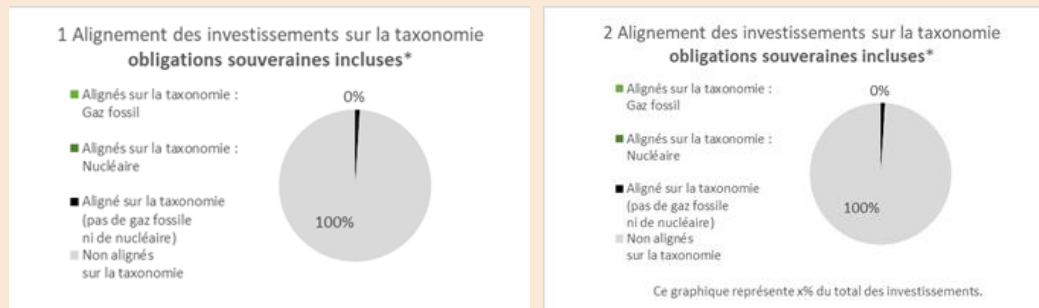 1 Alignement des investissements sur la taxonomie
obligations souveraines incluses*
Alignés sur la taxonomie :
Gaz fossil
Alignés sur la taxonomie :
Nucléaire
Aligné sur la taxonomie
(pas de gaz fossile
ni de nucléaire)
Non alignés
sur la taxonomie
0%
100%
2 Alignement des investissements sur la taxonomie
obligations souveraines incluses*
Alignés sur la taxonomie :
Gaz fossil
Alignés sur la taxonomie :
Nucléaire
Aligné sur la taxonomie
(pas de gaz fossile
ni de nucléaire)
Non alignés
sur la taxonomie
0%
100%
Ce graphique représente x% du total des investissements.